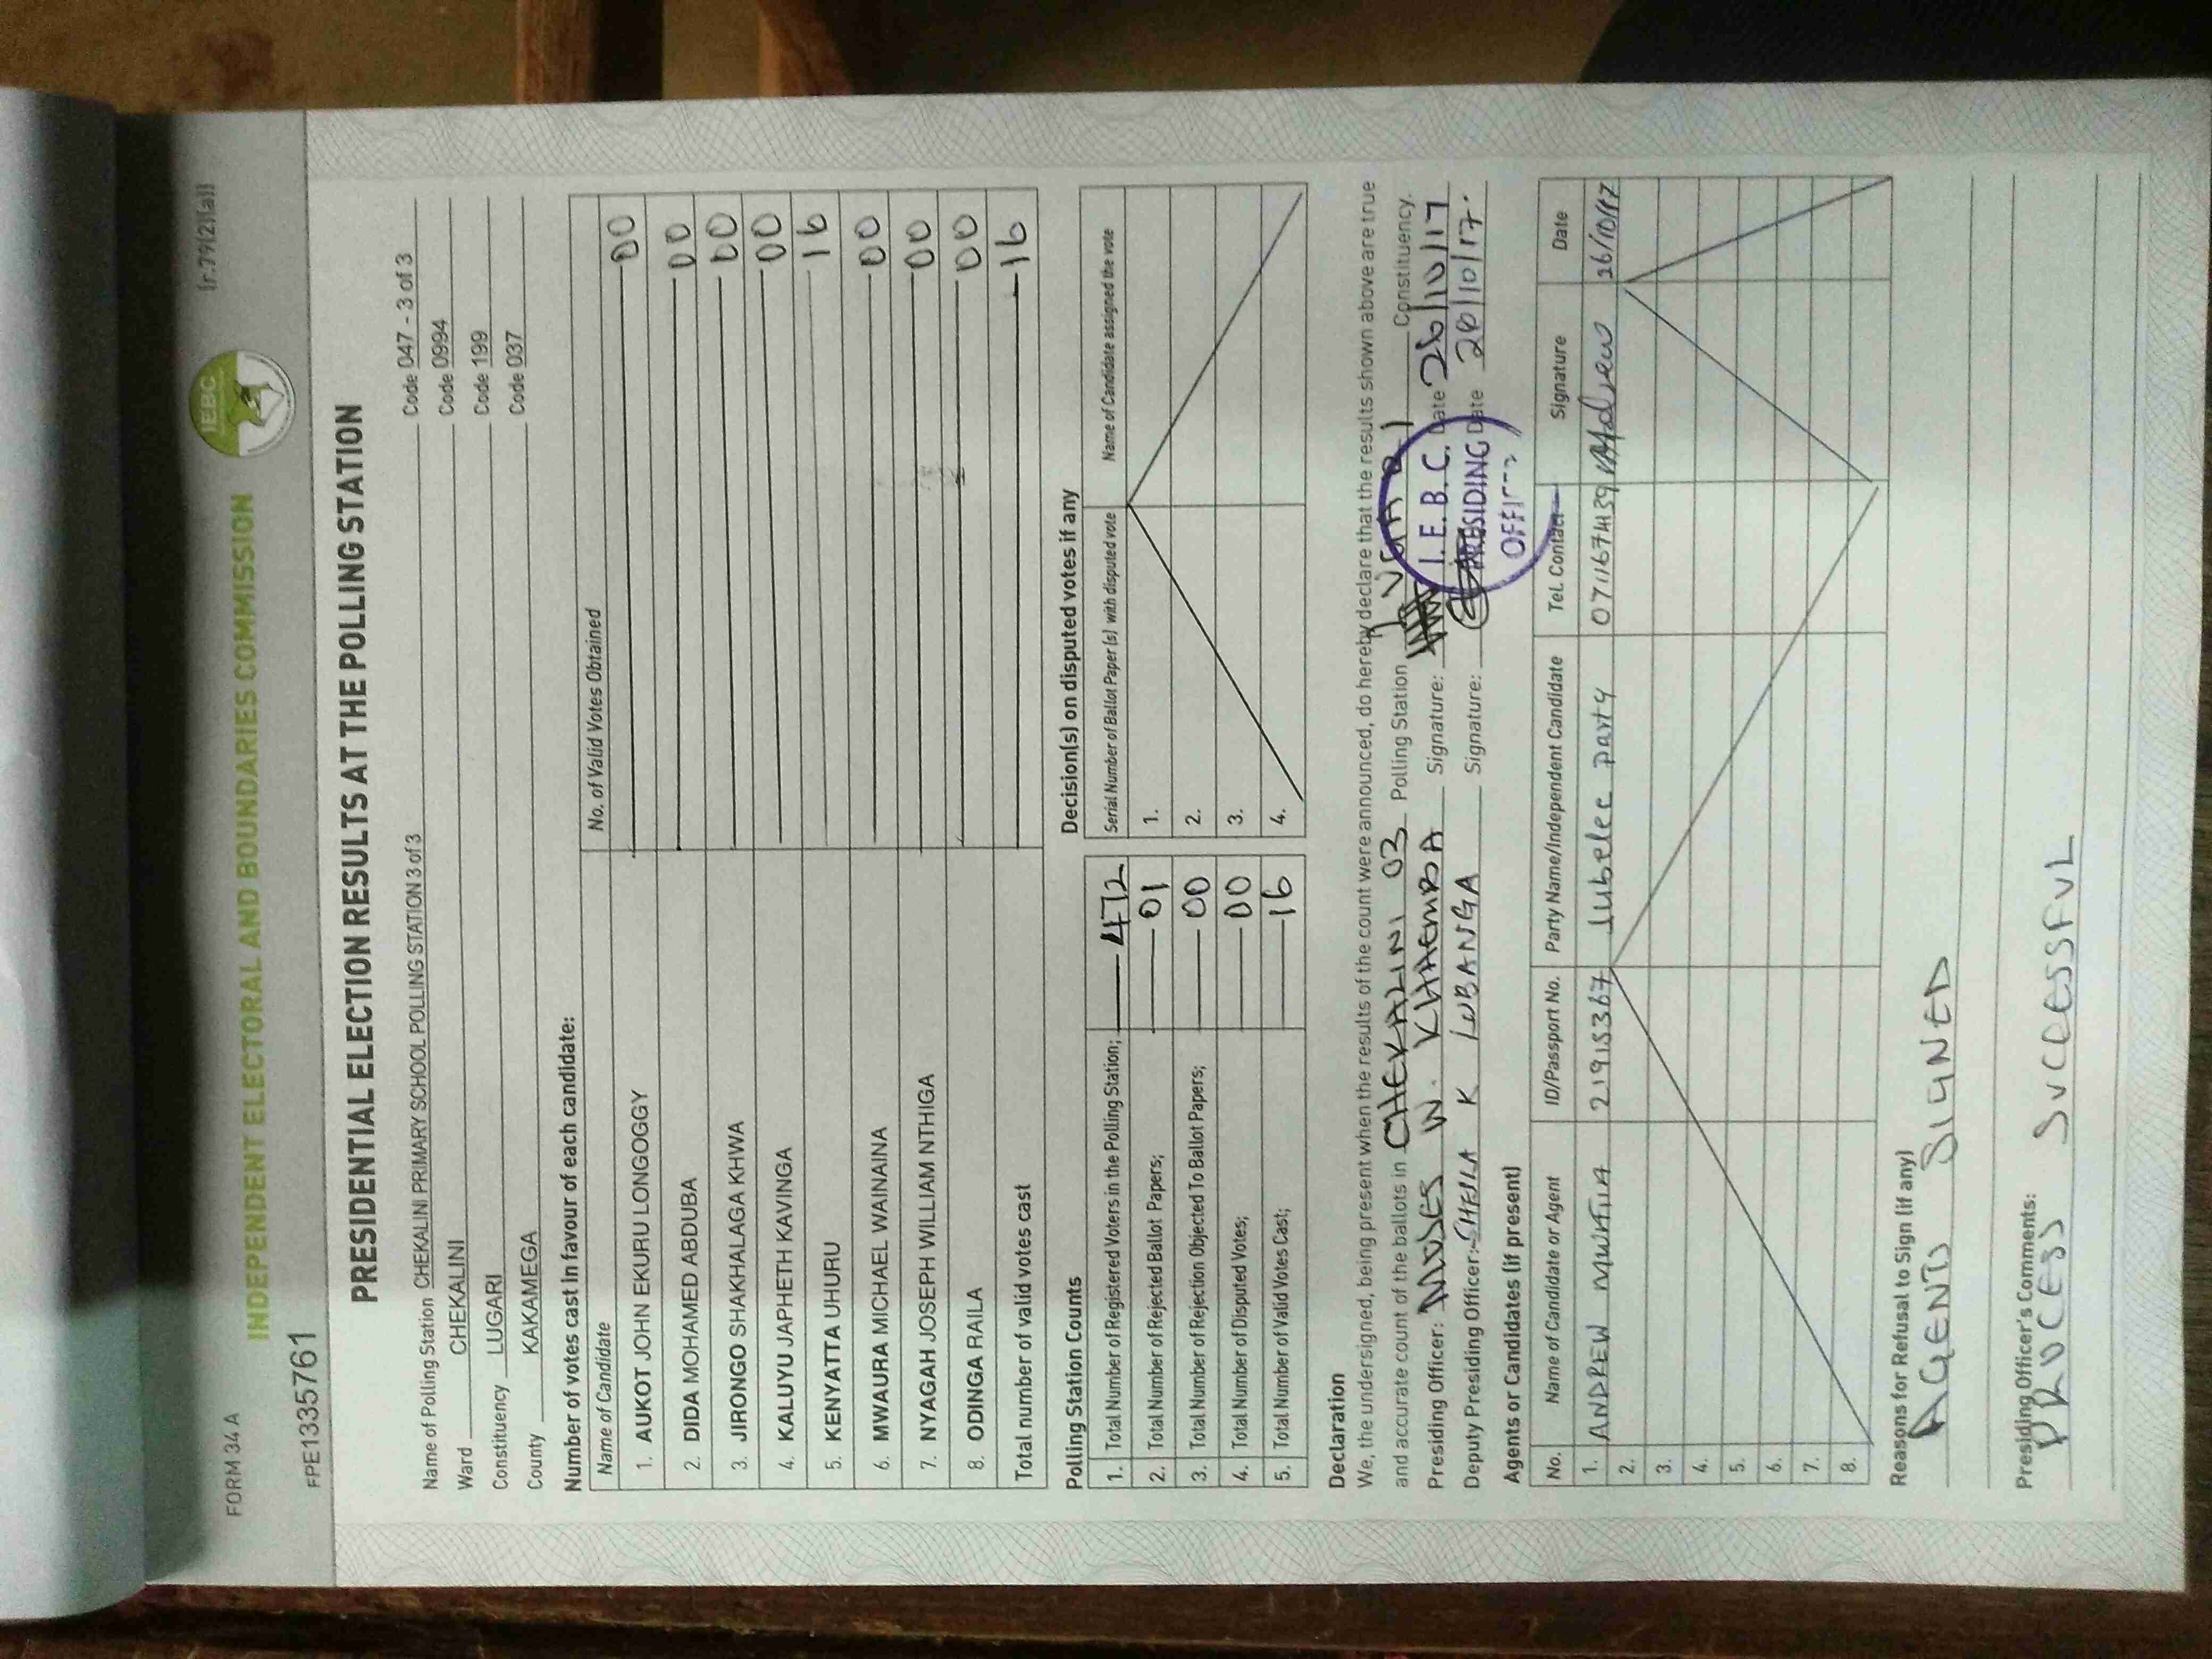 FORM 34 A
[r.79(2)(a)]
INDEPENDENT ELECTORAL AND BOUNDARIES COMMISSION
IEBC
FPE1335761
PRESIDENTIAL ELECTION RESULTS AT THE POLLING STATION
Name of Polling Station CHEKALINI PRIMARY SCHOOL POLLING STATION 3 of 3 Code 047 - 3 of 3
Ward CHEKALINI Code 0994
Constituency LUGARI Code 199
County KAKAMEGA Code 037
Number of votes cast in favour of each candidate:
Name of Candidate No. of Valid Votes Obtained
1. AUKOT JOHN EKURU LONGOGGY 00
2. DIDA MOHAMED ABDUBA 00
3. JIRONGO SHAKHALAGA KHWA 00
4. KALUYU JAPHETH KAVINGA 00
5. KENYATTA UHURU 16
6. MWAURA MICHAEL WAINAINA 00
7. NYAGAH JOSEPH WILLIAM NTHIGA 00
8. ODINGA RAILA 00
Total number of valid votes cast 16
Polling Station Counts
1. Total Number of Registered Voters in the Polling Station; 472
2. Total Number of Rejected Ballot Papers; 01
3. Total Number of Rejection Objected To Ballot Papers; 00
4. Total Number of Disputed Votes; 00
5. Total Number of Valid Votes Cast; 16
Decision(s) on disputed votes if any
Serial Number of Ballot Paper (s) with disputed vote Name of Candidate assigned the vote
1.
2.
3.
4.
Declaration
We, the undersigned, being present when the results of the count were announced, do hereby declare that the results shown above are true
and accurate count of the ballots in CHEKALINI 03 Polling Station Constituency.
Presiding Officer: MOSES W. KHAEMBA Signature: Date 26/10/17
Deputy Presiding Officer: SHEILA K LUBANGA Signature: Date 26/10/17.
I.E.B.C.
PRESIDING
OFFICER
Agents or Candidates (if present)
No. Name of Candidate or Agent ID/Passport No. Party Name/Independent Candidate Tel. Contact Signature Date
1. ANDREW 21915367 Jubelee party 0711674139 Andrew 26/10/17
2.
3.
4.
5.
6.
7.
8.
Reasons for Refusal to Sign (if any)
AGENTS SIGNED
Presiding Officer's Comments:
PROCESS SUCCESSFUL